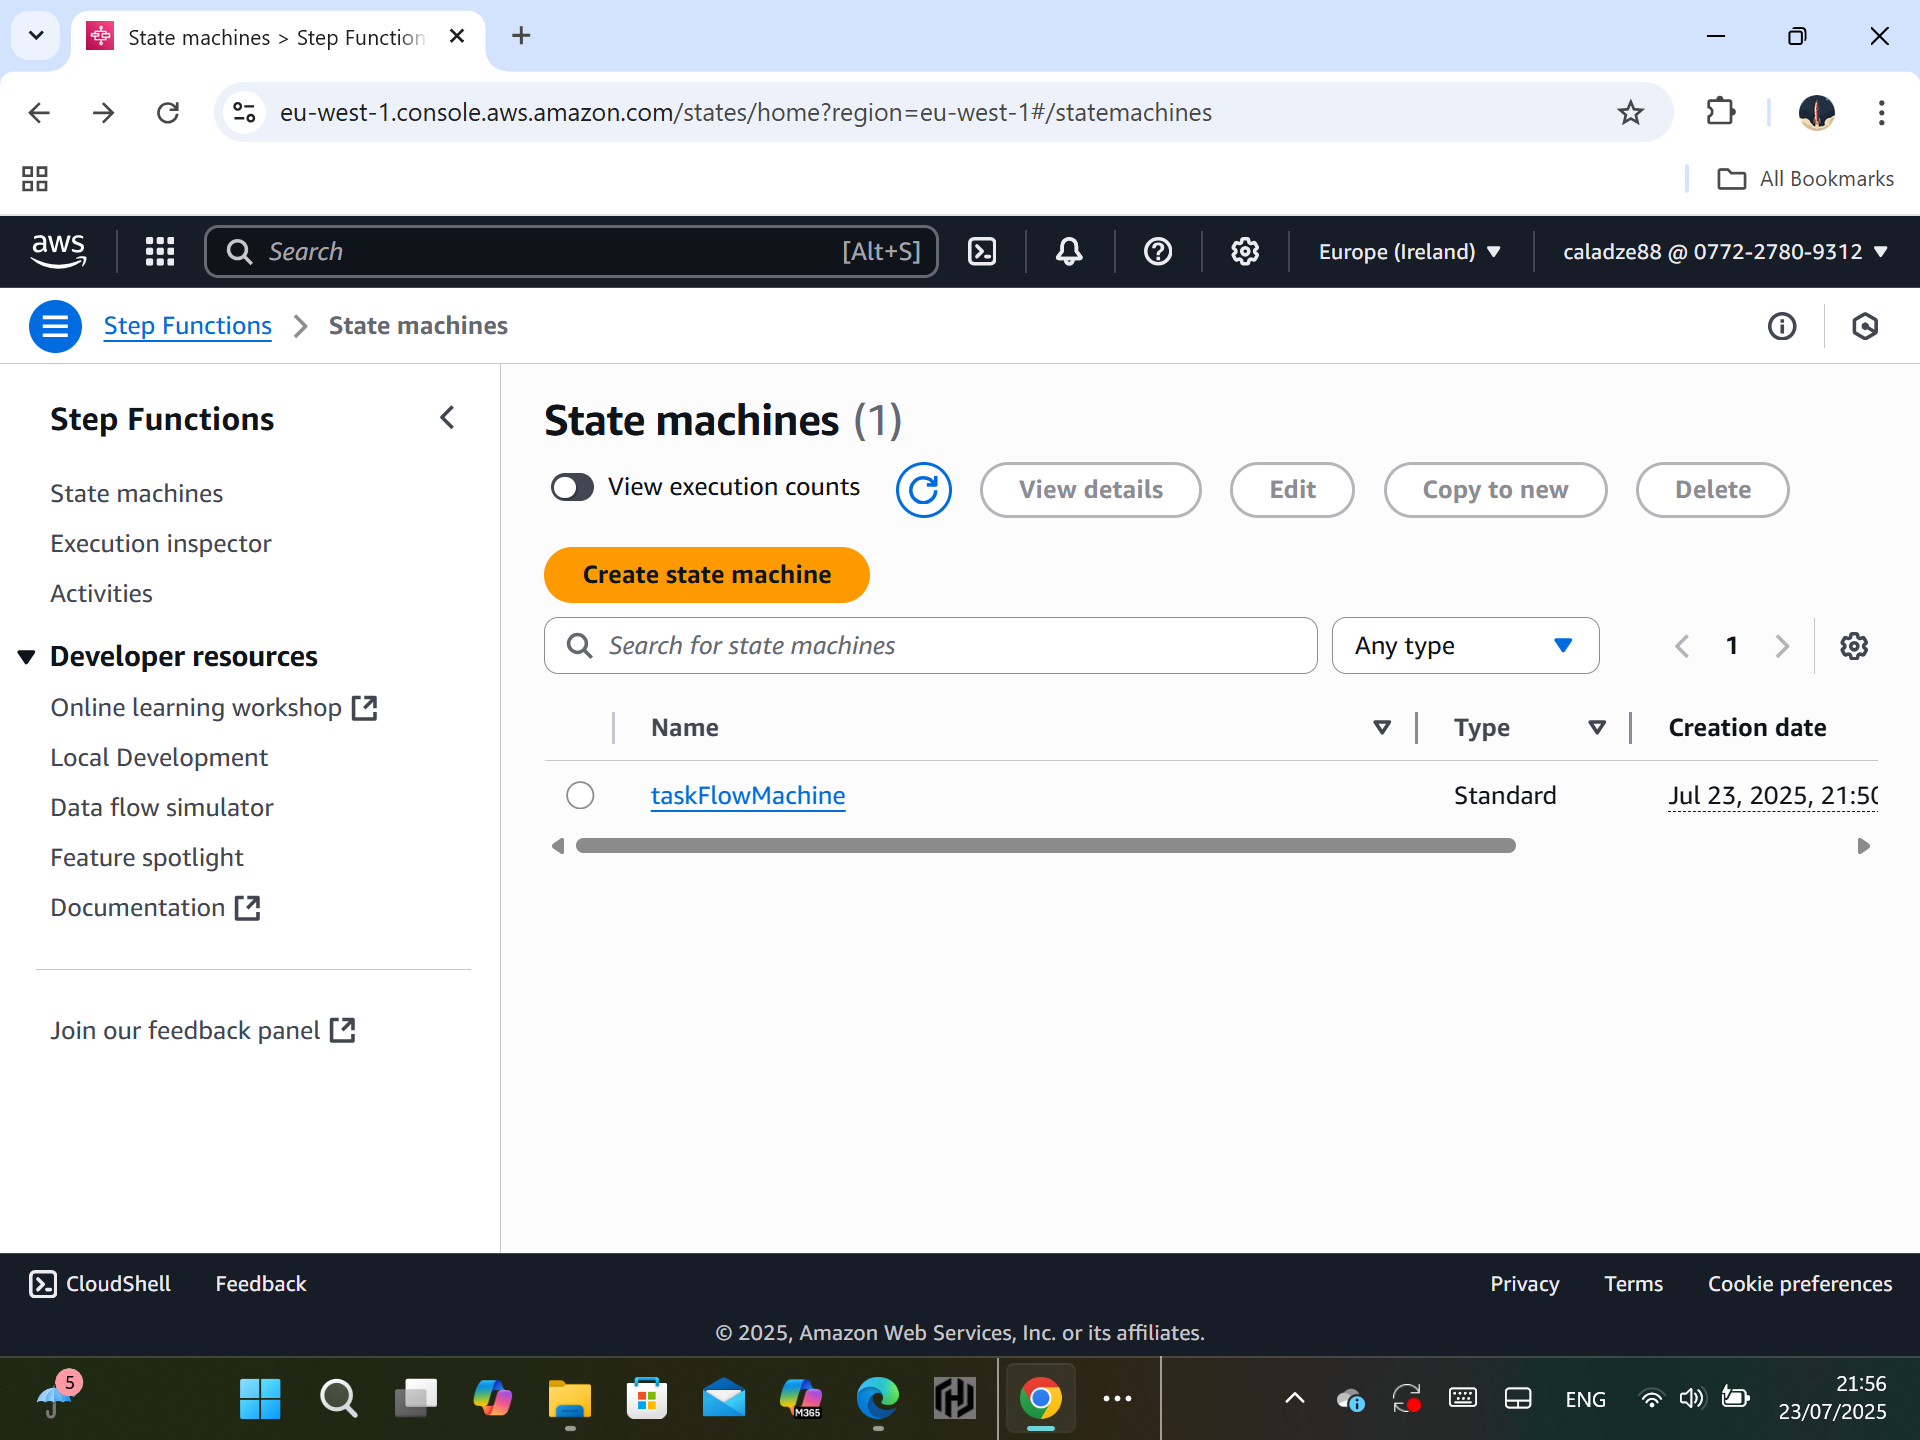 State machines > Step Function
eu-west-1.console.aws.amazon.com/states/home?region=eu-west-1#/statemachines
All Bookmarks
aws
Search
[Alt+S]
Europe (Ireland)
caladze88 @ 0772-2780-9312
Step Functions
State machines
Step Functions
State machines
Execution inspector
Activities
Developer resources
Online learning workshop
Local Development
Data flow simulator
Feature spotlight
Documentation
Join our feedback panel
State machines (1)
View execution counts
View details
Edit
Copy to new
Delete
Create state machine
Search for state machines
Any type
1
Name
Type
Creation date
taskFlowMachine
Standard
Jul 23, 2025, 21:50
CloudShell
Feedback
Privacy
Terms
Cookie preferences
© 2025, Amazon Web Services, Inc. or its affiliates.
5
M365
ENG
21:56
23/07/2025